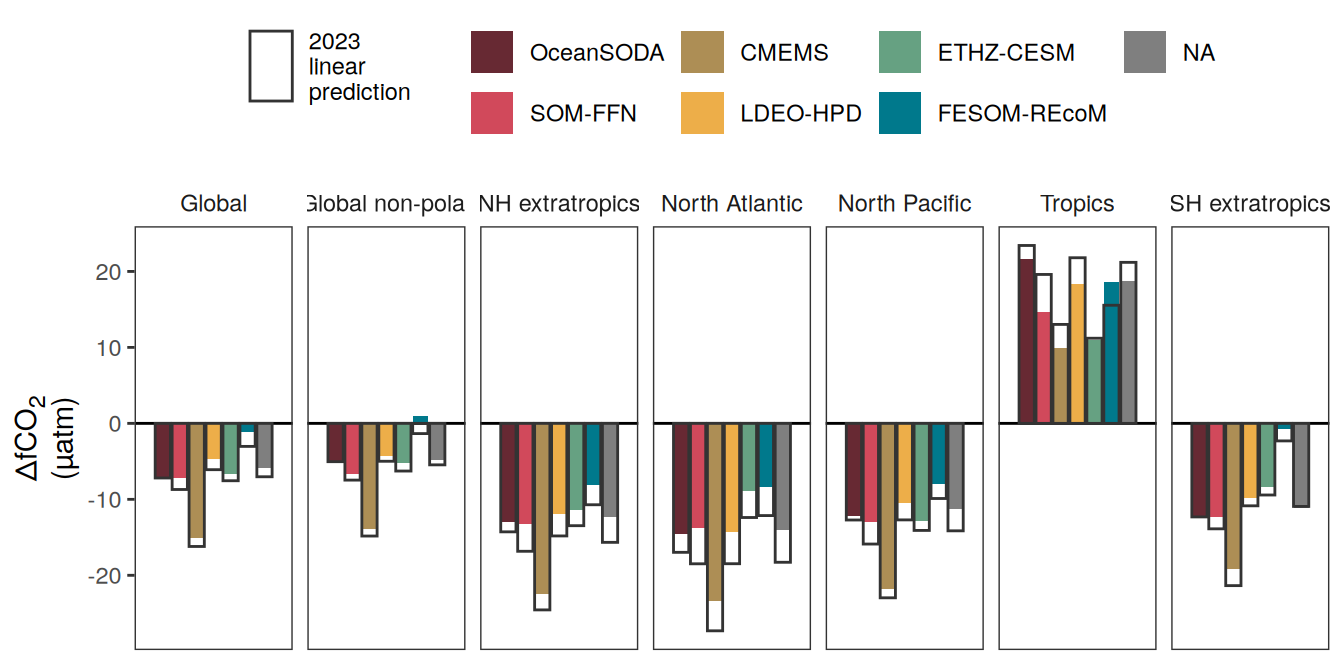 2023
linear
prediction
OceanSODA
CMEMS
ETHZ-CESM
NA
SOM-FFN
LDEO-HPD
FESOM-REcoM
Global
Global non-pola
NH extratropics
North Atlantic
North Pacific
Tropics
SH extratropics
ΔfCO₂
(µatm)
20
10
0
-10
-20